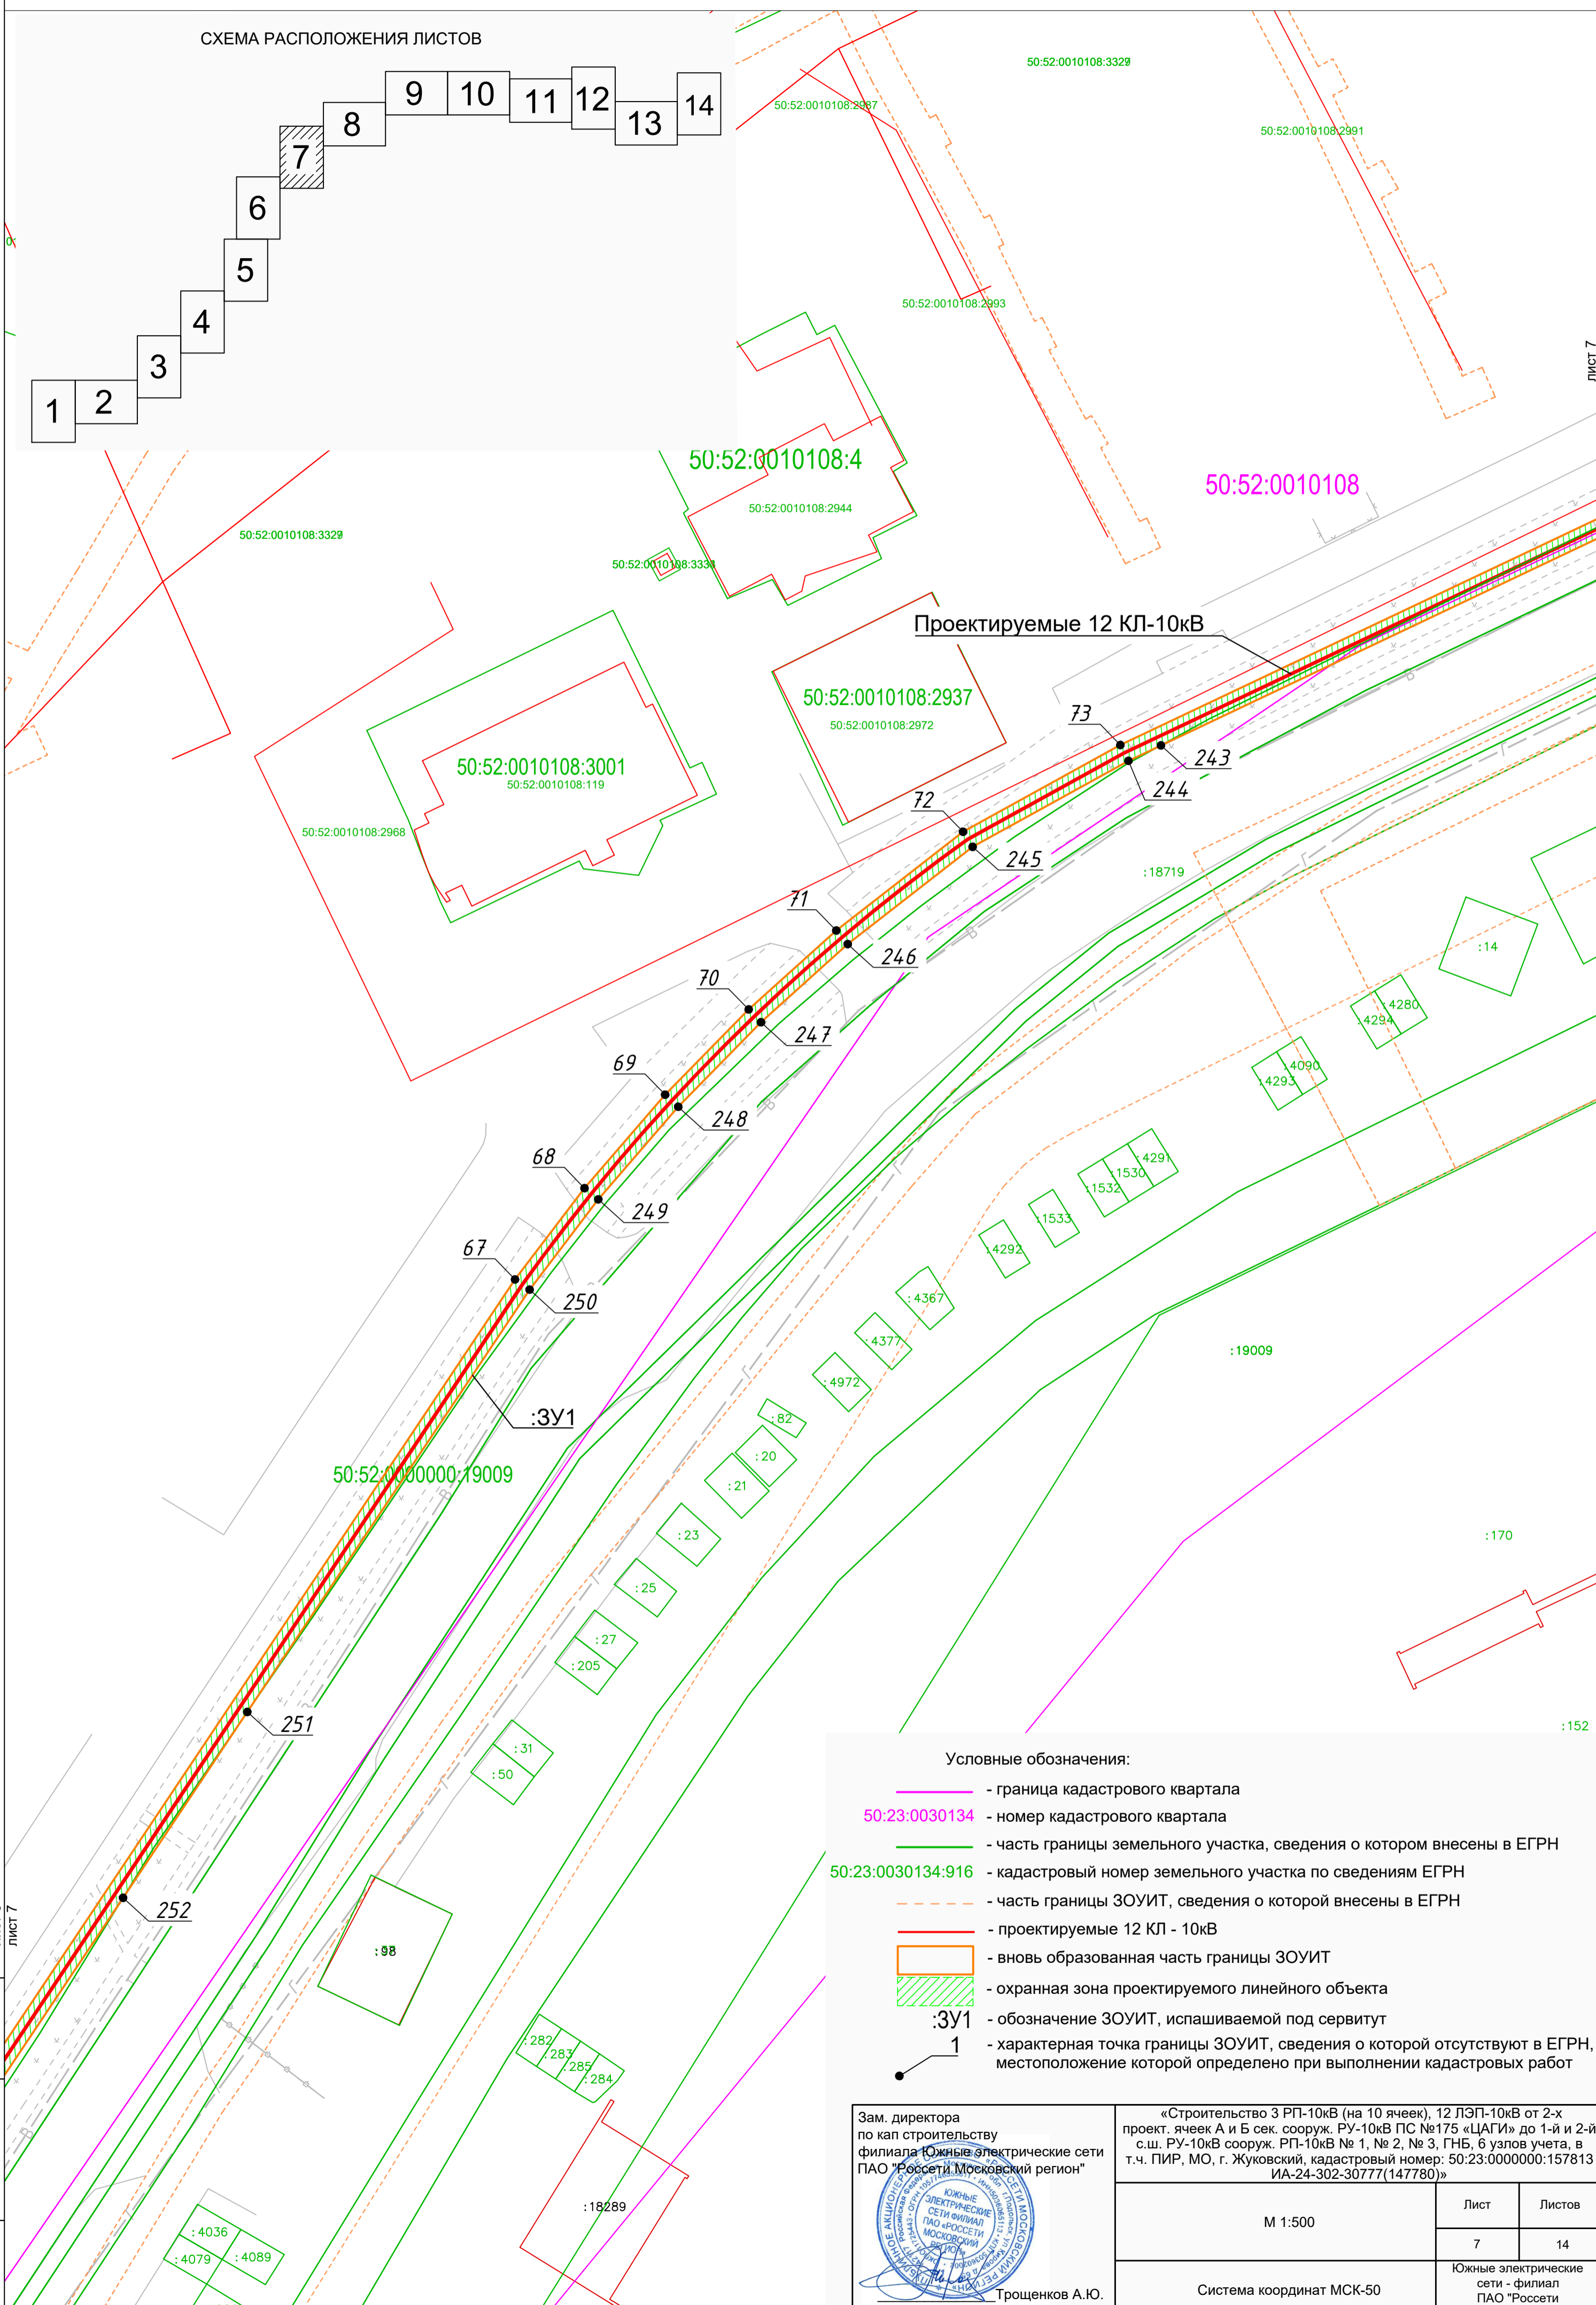 СХЕМА РАСПОЛОЖЕНИЯ ЛИСТОВ
1
2
3
4
5
6
7
8
9
10
11
12
13
14
50:52:0010108:3329
50:52:0010108:2987
50:52:0010108:2991
50:52:0010108:2993
лист 7
50:52:0010108:4
50:52:0010108:2944
50:52:0010108
50:52:0010108:3329
50:52:0010108:3334
Проектируемые 12 КЛ-10кВ
50:52:0010108:2937
50:52:0010108:2972
50:52:0010108:3001
50:52:0010108:119
50:52:0010108:2968
73
243
244
72
245
:18719
71
246
:14
70
247
:4280
:4294
69
248
:4090
:4293
68
249
:4291
:1530
:1532
:1533
:4292
67
250
:4367
:4377
:19009
:4972
:ЗУ1
:82
:20
:21
50:52:0000000:19009
:23
:170
:25
:27
:205
251
:31
:50
:152
252
лист 7
:98
:282
:283
:285
:284
:18289
:4036
:4079
:4089
В
В
В
В
В
Условные обозначения:
- граница кадастрового квартала
50:23:0030134 - номер кадастрового квартала
- часть границы земельного участка, сведения о котором внесены в ЕГРН
50:23:0030134:916 - кадастровый номер земельного участка по сведениям ЕГРН
- часть границы ЗОУИТ, сведения о которой внесены в ЕГРН
- проектируемые 12 КЛ - 10кВ
- вновь образованная часть границы ЗОУИТ
- охранная зона проектируемого линейного объекта
:ЗУ1 - обозначение ЗОУИТ, испашиваемой под сервитут
1 - характерная точка границы ЗОУИТ, сведения о которой отсутствуют в ЕГРН,
местоположение которой определено при выполнении кадастровых работ
Зам. директора
по кап строительству
филиала Южные электрические сети
ПАО "Россети Московский регион"
ЮЖНЫЕ
ЭЛЕКТРИЧЕСКИЕ
СЕТИ ФИЛИАЛ
ПАО «РОССЕТИ
МОСКОВСКИЙ
РЕГИОН»
Трощенков А.Ю.
«Строительство 3 РП-10кВ (на 10 ячеек), 12 ЛЭП-10кВ от 2-х
проект. ячеек А и Б сек. сооруж. РУ-10кВ ПС №175 «ЦАГИ» до 1-й и 2-й
с.ш. РУ-10кВ сооруж. РП-10кВ № 1, № 2, № 3, ГНБ, 6 узлов учета, в
т.ч. ПИР, МО, г. Жуковский, кадастровый номер: 50:23:0000000:157813
ИА-24-302-30777(147780)»
М 1:500
Лист
Листов
7
14
Система координат МСК-50
Южные электрические
сети - филиал
ПАО "Россети